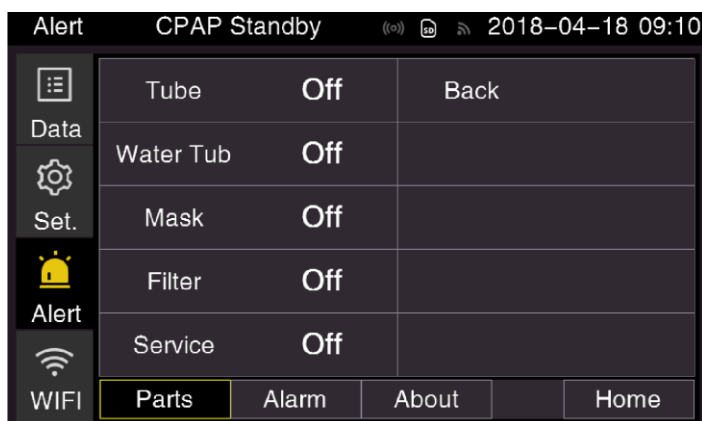 Alert CPAP Standby SD 2018-04-18 09:10
Data
Set.
Alert
WIFI
Tube Off Back
Water Tub Off
Mask Off
Filter Off
Service Off
Parts Alarm About Home